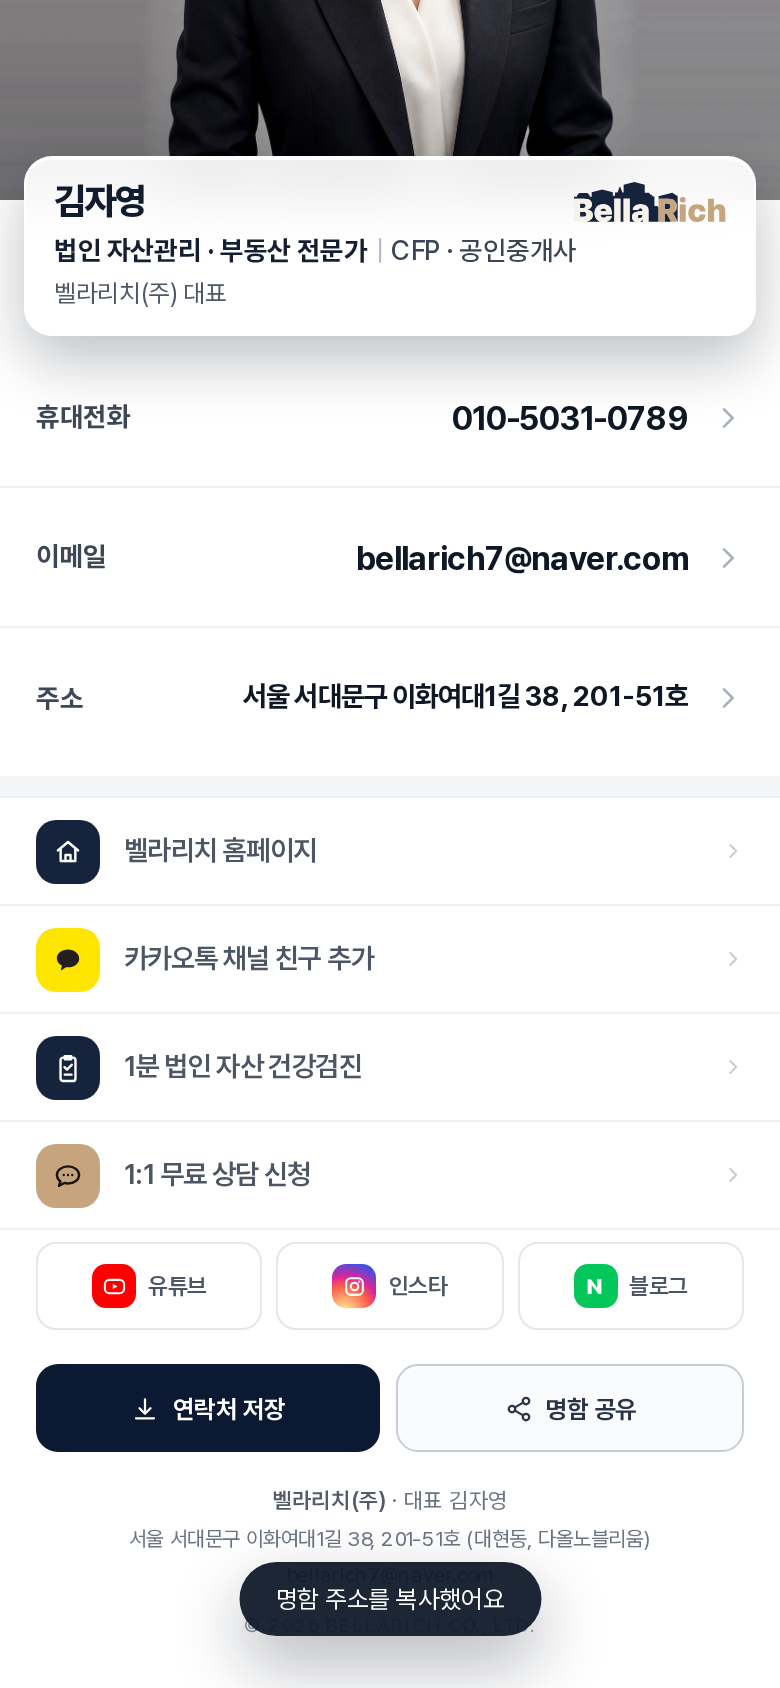 김자영
Bella Rich
법인 자산관리 · 부동산 전문가 | CFP · 공인중개사
벨라리치(주) 대표
휴대전화 010-5031-0789
이메일 bellarich7@naver.com
주소 서울 서대문구 이화여대1길 38, 201-51호
벨라리치 홈페이지
카카오톡 채널 친구 추가
1분 법인 자산 건강검진
1:1 무료 상담 신청
유튜브 인스타 N 블로그
연락처 저장 명함 공유
벨라리치(주) · 대표 김자영
서울 서대문구 이화여대1길 38, 201-51호 (대현동, 다올노블리움)
bellarich7@naver.com
명함 주소를 복사했어요
© 2026 BELLARICH CO., LTD.